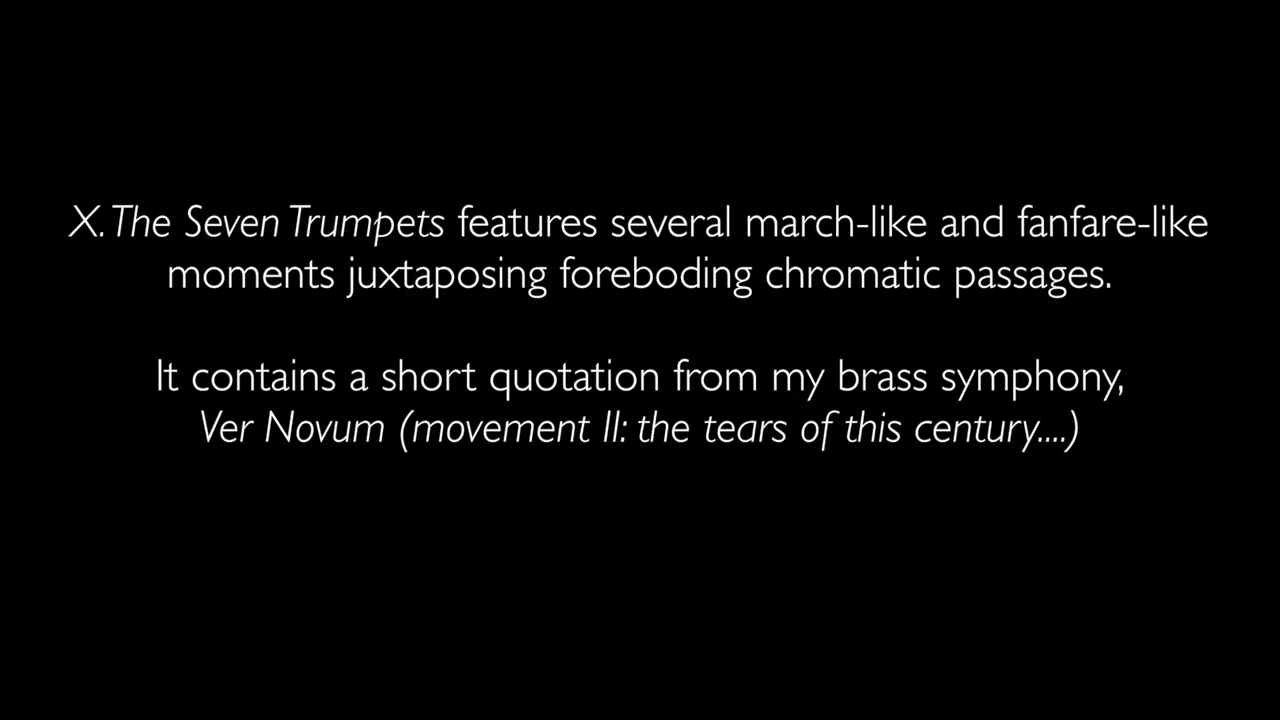 X. The Seven Trumpets features several march-like and fanfare-like
moments juxtaposing foreboding chromatic passages.
It contains a short quotation from my brass symphony,
Ver Novum (movement II: the tears of this century....)